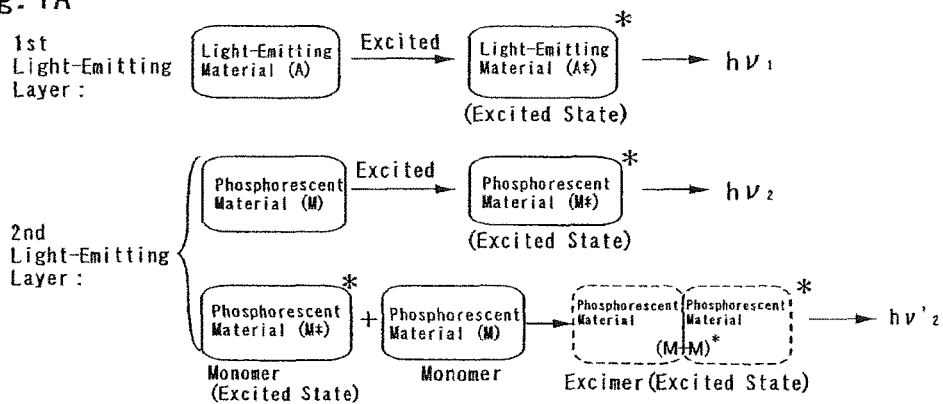 g. 1A
1st
Light-Emitting
Layer:
Light-Emitting
Material (A)
Excited
Light-Emitting
Material (A*)
*
hν₁
(Excited State)
2nd
Light-Emitting
Layer:
Phosphorescent
Material (M)
Excited
Phosphorescent
Material (M*)
*
hν₂
(Excited State)
Phosphorescent
Material (M*)
*
+
Phosphorescent
Material (M)
Phosphorescent
Material
Phosphorescent
Material
*
(M-M)*
hν'₂
Monomer
(Excited State)
Monomer
Excimer(Excited State)